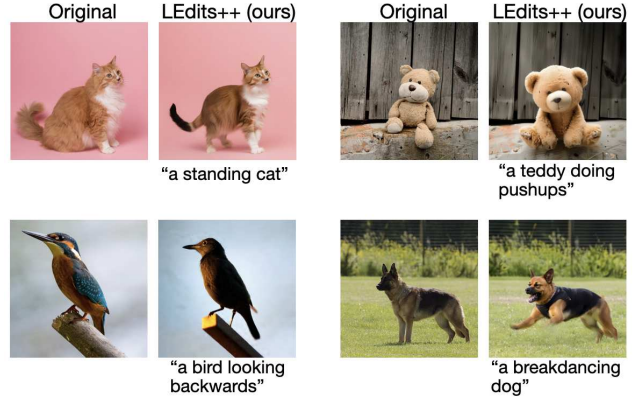 Original LEdits++ (ours) Original LEdits++ (ours)
“a standing cat”
“a teddy doing
pushups”
“a bird looking
backwards”
“a breakdancing
dog”